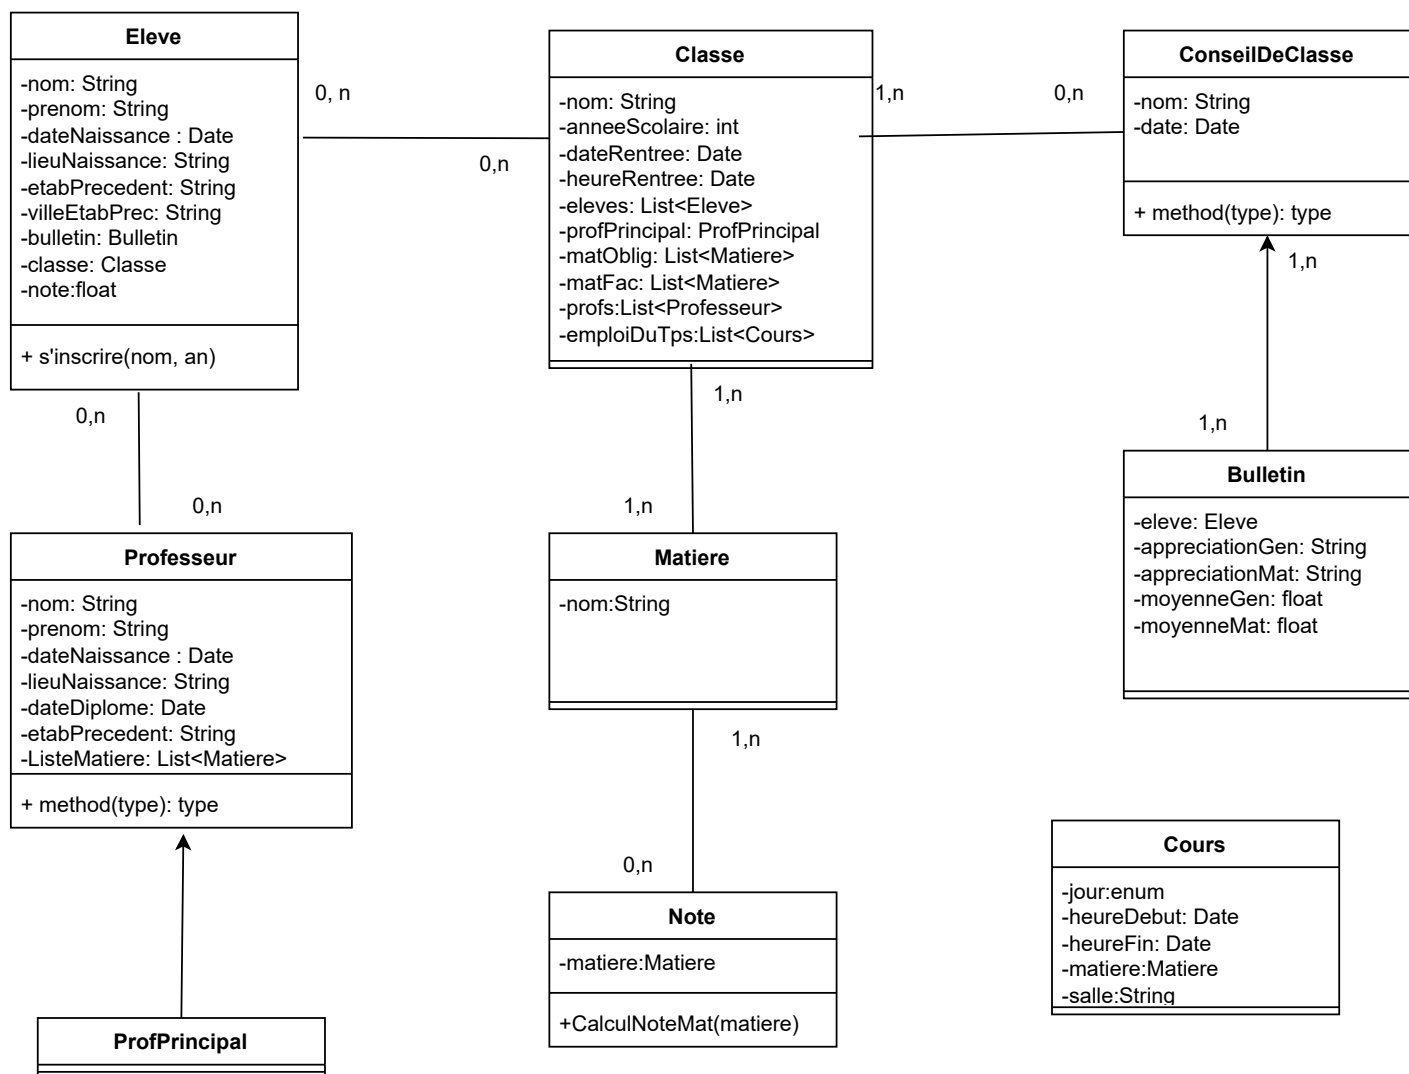 Eleve
-nom: String
-prenom: String
-dateNaissance : Date
-lieuNaissance: String
-etabPrecedent: String
-villeEtabPrec: String
-bulletin: Bulletin
-classe: Classe
-note:float
+ s'inscrire(nom, an)
0, n
0,n
Classe
-nom: String
-anneeScolaire: int
-dateRentree: Date
-heureRentree: Date
-eleves: List<Eleve>
-profPrincipal: ProfPrincipal
-matOblig: List<Matiere>
-matFac: List<Matiere>
-profs:List<Professeur>
-emploiDuTps:List<Cours>
1,n
0,n
ConseilDeClasse
-nom: String
-date: Date
+ method(type): type
1,n
1,n
Bulletin
-eleve: Eleve
-appreciationGen: String
-appreciationMat: String
-moyenneGen: float
-moyenneMat: float
0,n
0,n
Professeur
-nom: String
-prenom: String
-dateNaissance : Date
-lieuNaissance: String
-dateDiplome: Date
-etabPrecedent: String
-ListeMatiere: List<Matiere>
+ method(type): type
ProfPrincipal
1,n
1,n
Matiere
-nom:String
1,n
0,n
Note
-matiere:Matiere
+CalculNoteMat(matiere)
Cours
-jour:enum
-heureDebut: Date
-heureFin: Date
-matiere:Matiere
-salle:String